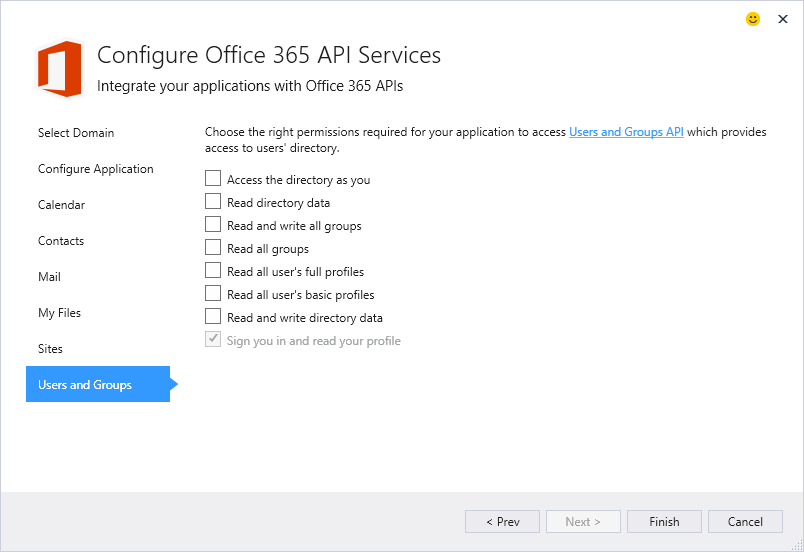 Configure Office 365 API Services
Integrate your applications with Office 365 APIs
Select Domain
Configure Application
Calendar
Contacts
Mail
My Files
Sites
Users and Groups
Choose the right permissions required for your application to access Users and Groups API which provides
access to users' directory.
Access the directory as you
Read directory data
Read and write all groups
Read all groups
Read all user's full profiles
Read all user's basic profiles
Read and write directory data
Sign you in and read your profile
< Prev
Next >
Finish
Cancel